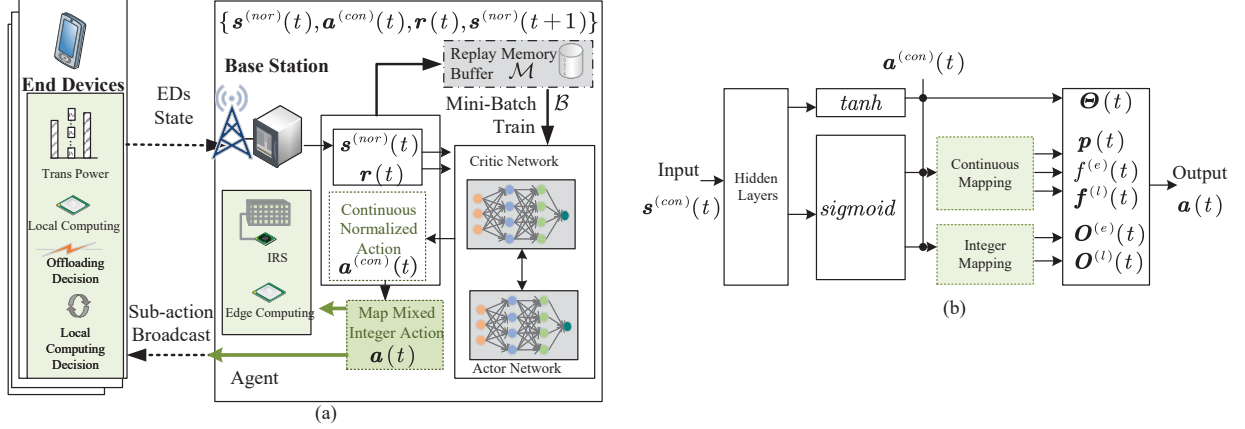 {s^(nor)(t), a^(con)(t), r(t), s^(nor)(t+1)}
End Devices
Trans Power
Local Computing
Offloading
Decision
Local
Computing
Decision
EDs
State
Sub-action
Broadcast
Base Station
Replay Memory
Buffer ℳ
Mini-Batch ℬ
Train
s^(nor)(t)
r(t)
Continuous
Normalized
Action
a^(con)(t)
IRS
Edge Computing
Map Mixed
Integer Action
a(t)
Critic Network
Actor Network
Agent
(a)
Input
s^(con)(t)
Hidden
Layers
tanh
sigmoid
a^(con)(t)
Continuous
Mapping
Integer
Mapping
Θ(t)
p(t)
f^(e)(t)
f^(l)(t)
O^(e)(t)
O^(l)(t)
Output
a(t)
(b)